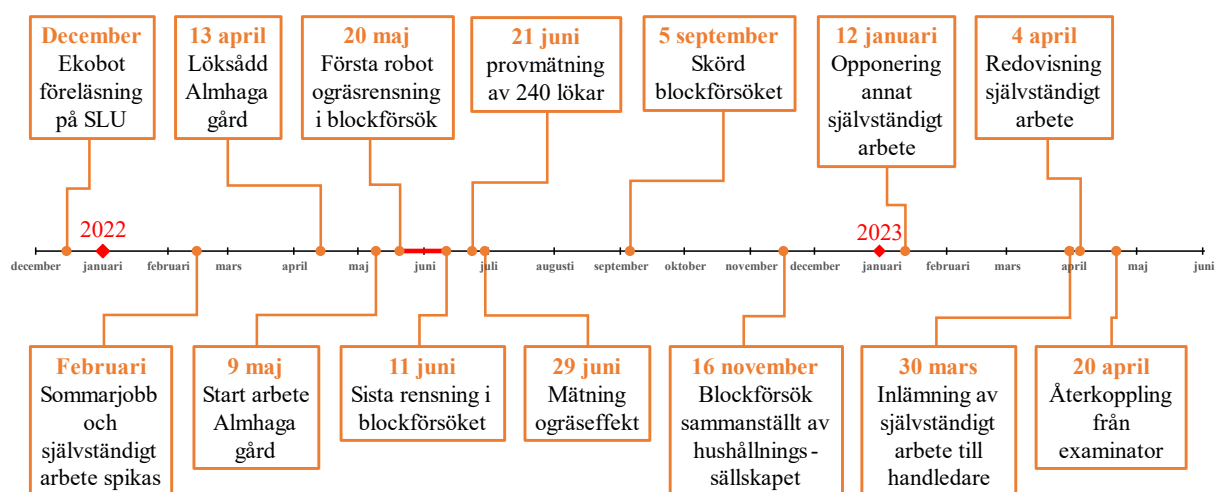 December
Ekobot
föreläsning
på SLU
13 april
Löksådd
Almhaga
gård
20 maj
Första robot
ogräsrensning
i blockförsök
21 juni
provmätning
av 240 lökar
5 september
Skörd
blockförsöket
12 januari
Opponering
annat
självständigt
arbete
4 april
Redovisning
självständigt
arbete
2022
2023
december
januari
februari
mars
april
maj
juni
juli
augusti
september
oktober
november
december
januari
februari
mars
april
maj
juni
Februari
Sommarjobb
och
självständigt
arbete spikas
9 maj
Start arbete
Almhaga
gård
11 juni
Sista rensning i
blockförsöket
29 juni
Mätning
ogräseffekt
16 november
Blockförsök
sammanställt av
hushållnings-
sällskapet
30 mars
Inlämning av
självständigt
arbete till
handledare
20 april
Återkoppling
från
examinator